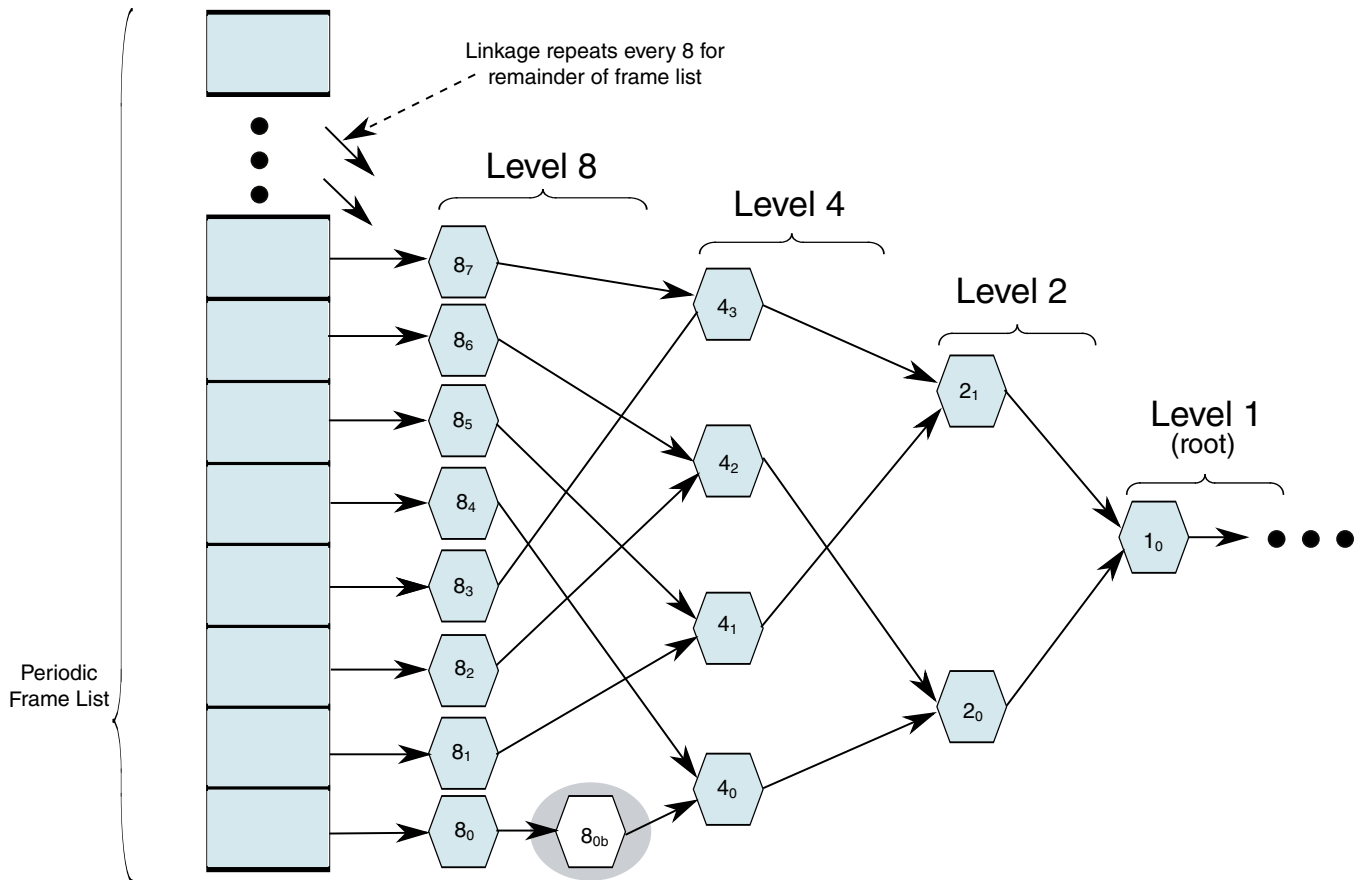 Linkage repeats every 8 for
remainder of frame list
Level 8
Level 4
Level 2
Level 1
(root)
8₇
8₆
8₅
8₄
8₃
8₂
8₁
8₀
8₀b
4₃
4₂
4₁
4₀
2₁
2₀
1₀
Periodic
Frame List